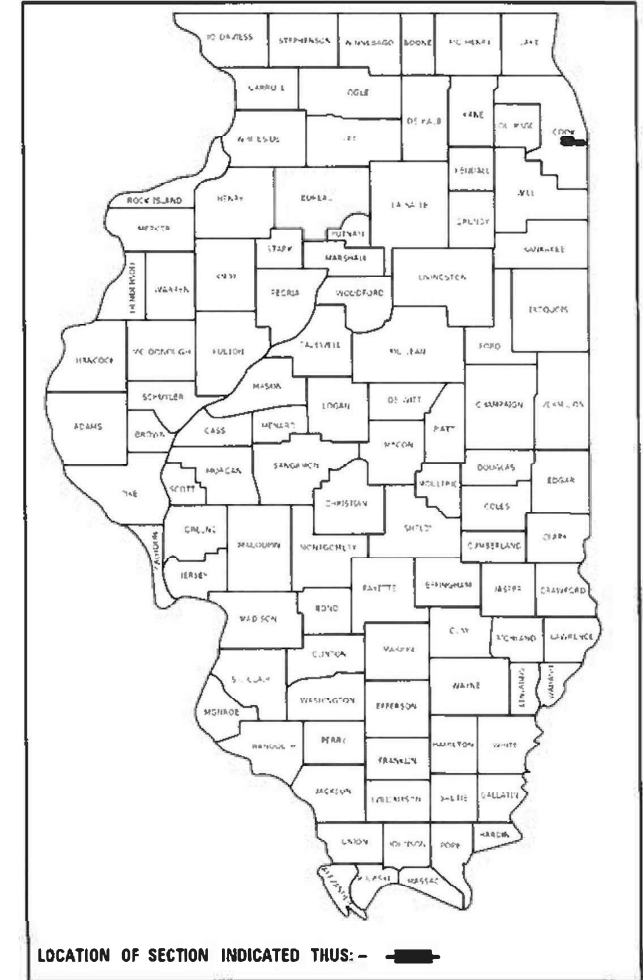 JO DAVIESS STEPHENSON WINNEBAGO BOONE MC HENRY LAKE
CARROLL OGLE
DE KALB KANE DU PAGE COOK
WHITESIDE LEE
KENDALL
ROCK ISLAND HENRY BUREAU LA SALLE WILL
GRUNDY
MERCER PUTNAM
STARK MARSHALL KANKAKEE
HENDERSON WARREN KNOX PEORIA WOODFORD LIVINGSTON
IROQUOIS
HANCOCK MC DONOUGH FULTON TAZEWELL MC LEAN FORD
MASON
SCHUYLER LOGAN DE WITT CHAMPAIGN VERMILION
ADAMS BROWN CASS MENARD MACON PIATT
PIKE SCOTT MORGAN SANGAMON MOULTRIE DOUGLAS EDGAR
CHRISTIAN COLES
CALHOUN GREENE MACOUPIN MONTGOMERY SHELBY CUMBERLAND CLARK
JERSEY FAYETTE EFFINGHAM JASPER CRAWFORD
MADISON BOND
CLAY RICHLAND LAWRENCE
CLINTON MARION
ST. CLAIR WAYNE EDWARDS WABASH
MONROE WASHINGTON JEFFERSON
RANDOLPH PERRY FRANKLIN HAMILTON WHITE
JACKSON WILLIAMSON SALINE GALLATIN
UNION JOHNSON POPE HARDIN
ALEXANDER PULASKI MASSAC
LOCATION OF SECTION INDICATED THUS: -